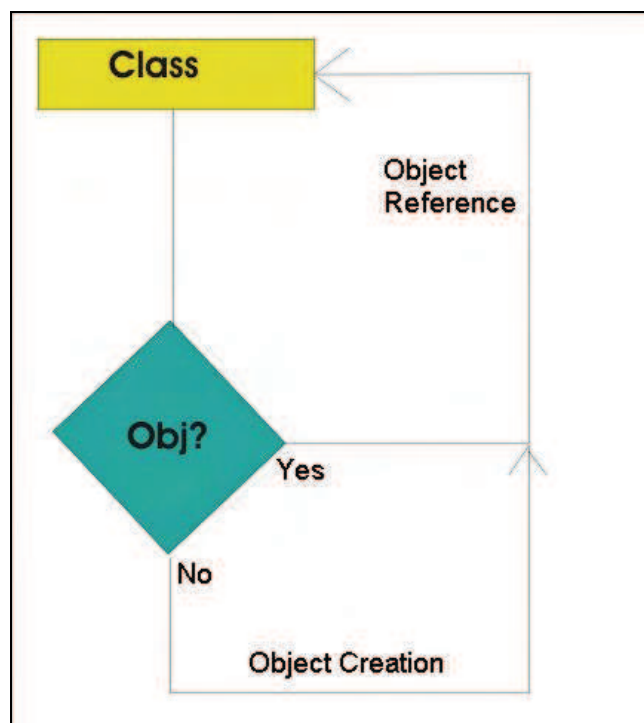 Class
Object
Reference
Obj?
Yes
No
Object Creation